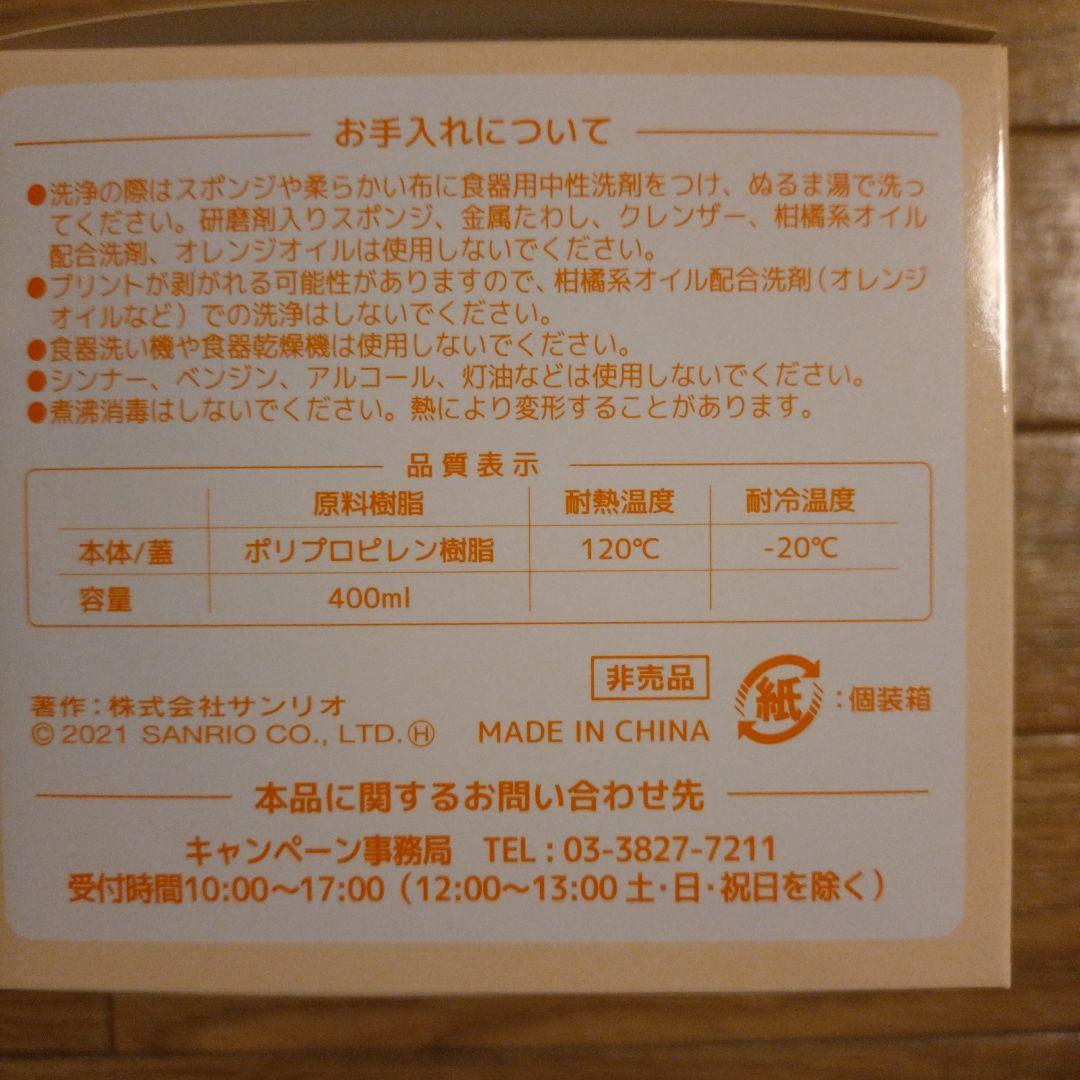 お手入れについて
●洗浄の際はスポンジや柔らかい布に食器用中性洗剤をつけ、ぬるま湯で洗っ
てください。研磨剤入りスポンジ、金属たわし、クレンザー、柑橘系オイル
配合洗剤、オレンジオイルは使用しないでください。
●プリントが剥がれる可能性がありますので、柑橘系オイル配合洗剤（オレンジ
オイルなど）での洗浄はしないでください。
●食器洗い機や食器乾燥機は使用しないでください。
●シンナー、ベンジン、アルコール、灯油などは使用しないでください。
●煮沸消毒はしないでください。熱により変形することがあります。
品質表示
原料樹脂 耐熱温度 耐冷温度
本体/蓋 ポリプロピレン樹脂 120℃ -20℃
容量 400ml
非売品
紙 :個装箱
著作:株式会社サンリオ
© 2021 SANRIO CO., LTD. Ⓗ MADE IN CHINA
本品に関するお問い合わせ先
キャンペーン事務局 TEL : 03-3827-7211
受付時間10:00〜17:00（12:00〜13:00 土・日・祝日を除く）